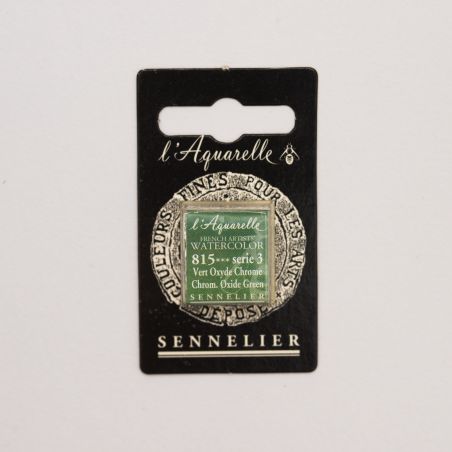 l'Aquarelle
COULEURS FINES POUR LES ARTS
DÉPOSÉ
l'Aquarelle
FRENCH ARTISTS'
WATERCOLOR
815*** serie 3
Vert Oxyde Chrome
Chrom. Oxide Green
SENNELIER
SENNELIER